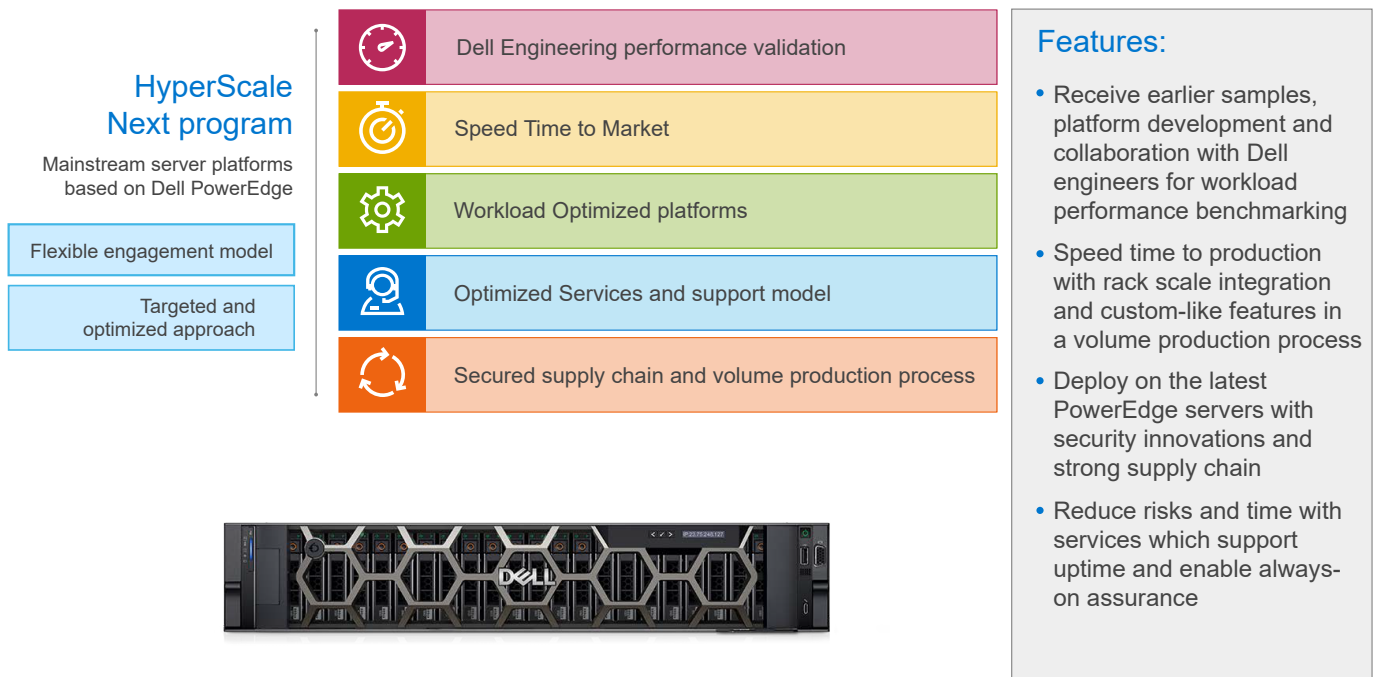 HyperScale
Next program
Mainstream server platforms
based on Dell PowerEdge
Flexible engagement model
Targeted and
optimized approach
Dell Engineering performance validation
Speed Time to Market
Workload Optimized platforms
Optimized Services and support model
Secured supply chain and volume production process
Features:
• Receive earlier samples,
platform development and
collaboration with Dell
engineers for workload
performance benchmarking
• Speed time to production
with rack scale integration
and custom-like features in
a volume production process
• Deploy on the latest
PowerEdge servers with
security innovations and
strong supply chain
• Reduce risks and time with
services which support
uptime and enable always-
on assurance
DELL